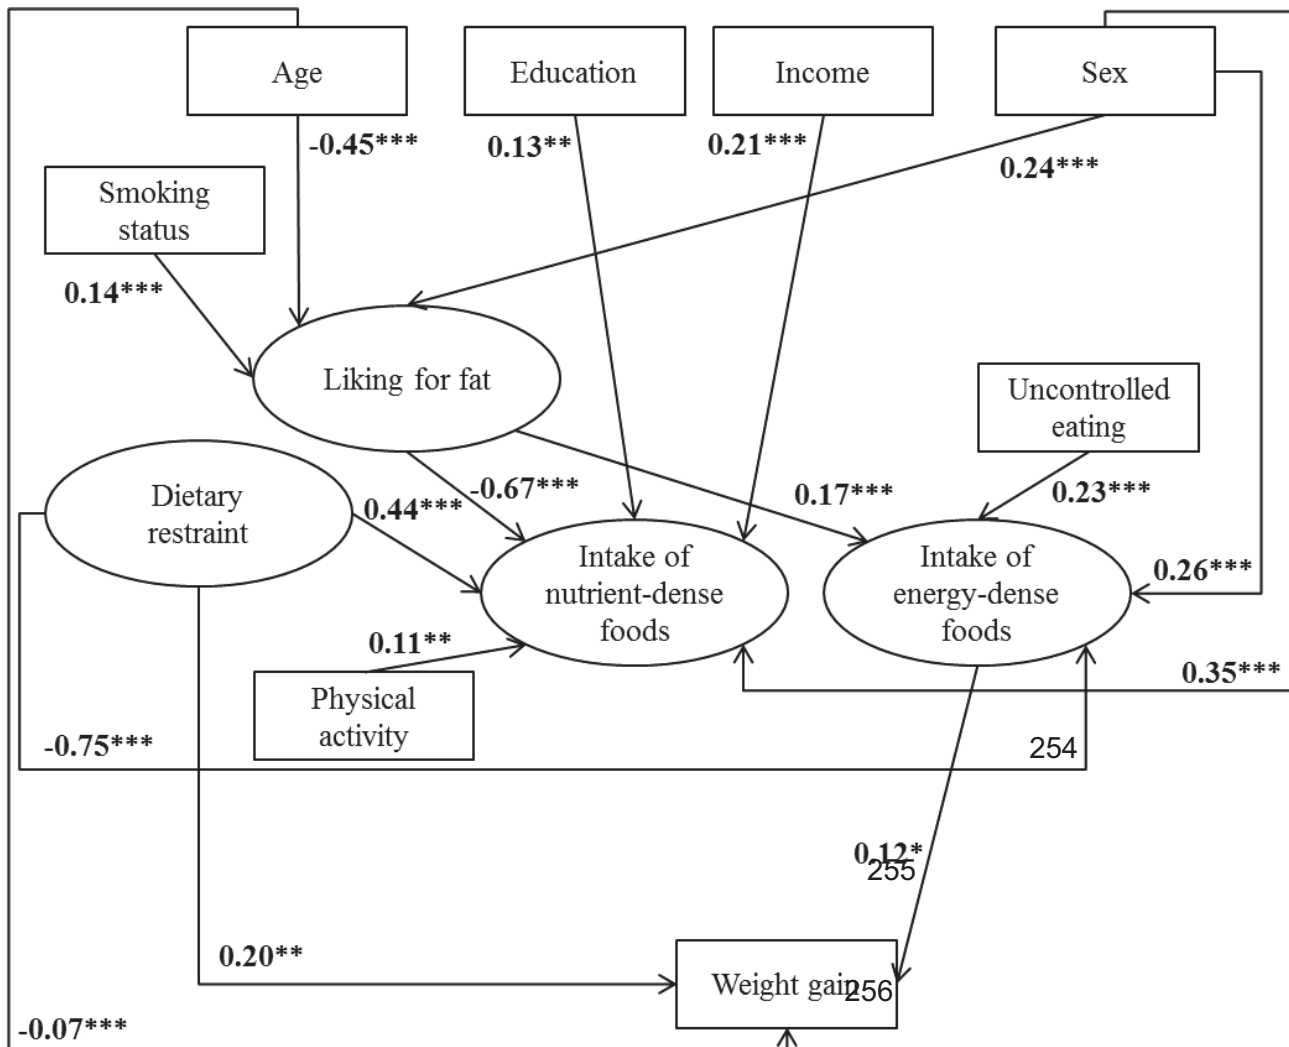 Age
Education
Income
Sex
-0.45***
0.13**
0.21***
0.24***
Smoking
status
0.14***
Liking for fat
Uncontrolled
eating
Dietary
restraint
0.44***
-0.67***
0.17***
0.23***
Intake of
nutrient-dense
foods
Intake of
energy-dense
foods
0.26***
0.11**
Physical
activity
0.35***
-0.75***
254
0.12*
255
0.20**
Weight gain
256
-0.07***